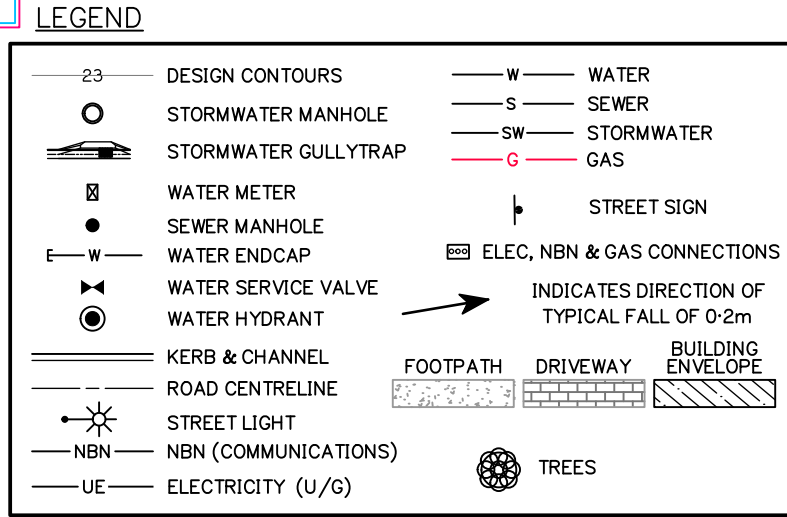 LEGEND
23 DESIGN CONTOURS
STORMWATER MANHOLE
STORMWATER GULLYTRAP
WATER METER
SEWER MANHOLE
E W WATER ENDCAP
WATER SERVICE VALVE
WATER HYDRANT
KERB & CHANNEL
ROAD CENTRELINE
STREET LIGHT
NBN NBN (COMMUNICATIONS)
UE ELECTRICITY (U/G)
W WATER
S SEWER
SW STORMWATER
G GAS
STREET SIGN
ELEC, NBN & GAS CONNECTIONS
INDICATES DIRECTION OF
TYPICAL FALL OF 0·2m
FOOTPATH
DRIVEWAY
BUILDING
ENVELOPE
TREES